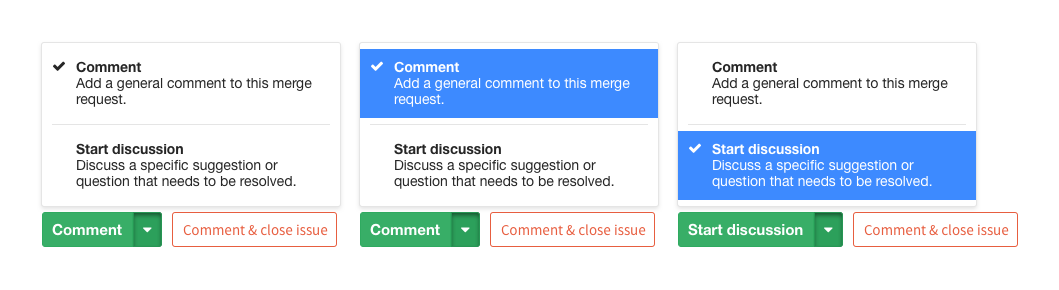 Comment
Add a general comment to this merge
request.
Start discussion
Discuss a specific suggestion or
question that needs to be resolved.
Comment
Comment & close issue
Comment
Add a general comment to this merge
request.
Start discussion
Discuss a specific suggestion or
question that needs to be resolved.
Comment
Comment & close issue
Comment
Add a general comment to this merge
request.
Start discussion
Discuss a specific suggestion or
question that needs to be resolved.
Start discussion
Comment & close issue